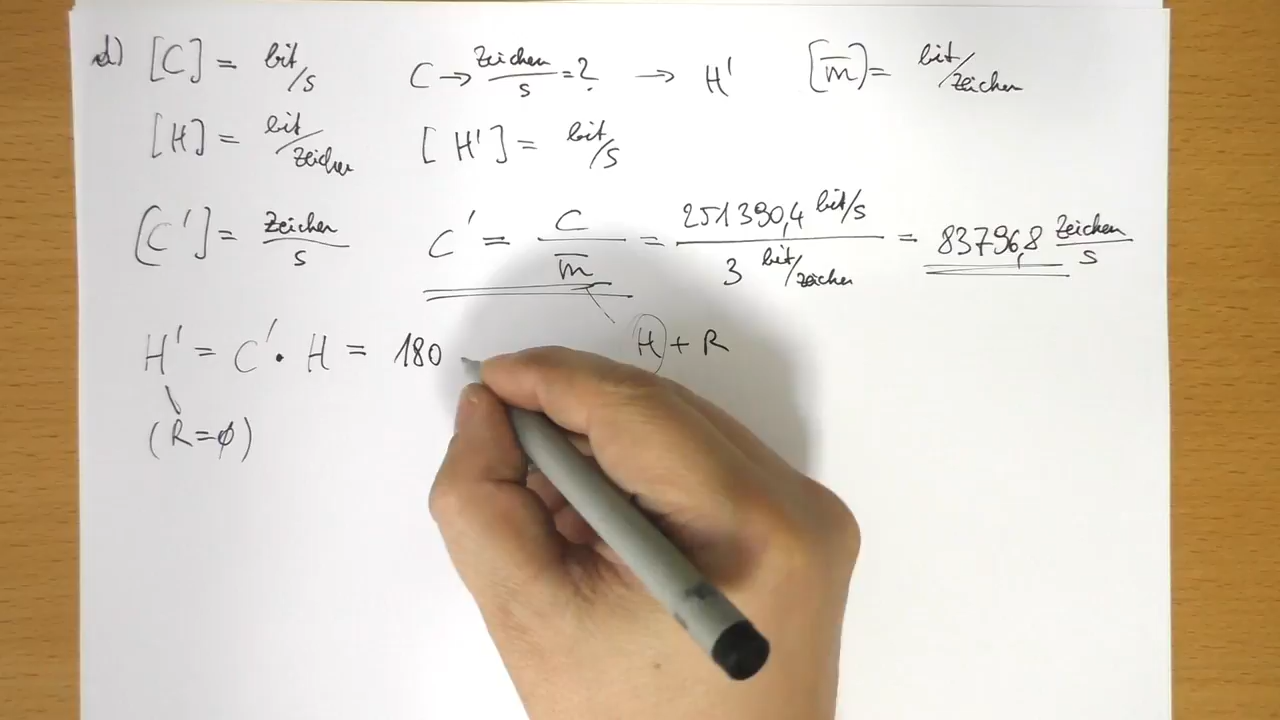 d) [C] = bit/s C → Zeichen/s = ? → H' [m̅] = bit/Zeichen
[H] = bit/Zeichen [H'] = bit/s
[C'] = Zeichen/s C' = C/m̅ = 251390,4 bit/s / 3 bit/Zeichen = 83796,8 Zeichen/s
H' = C' · H = 180 H + R
(R=ø)